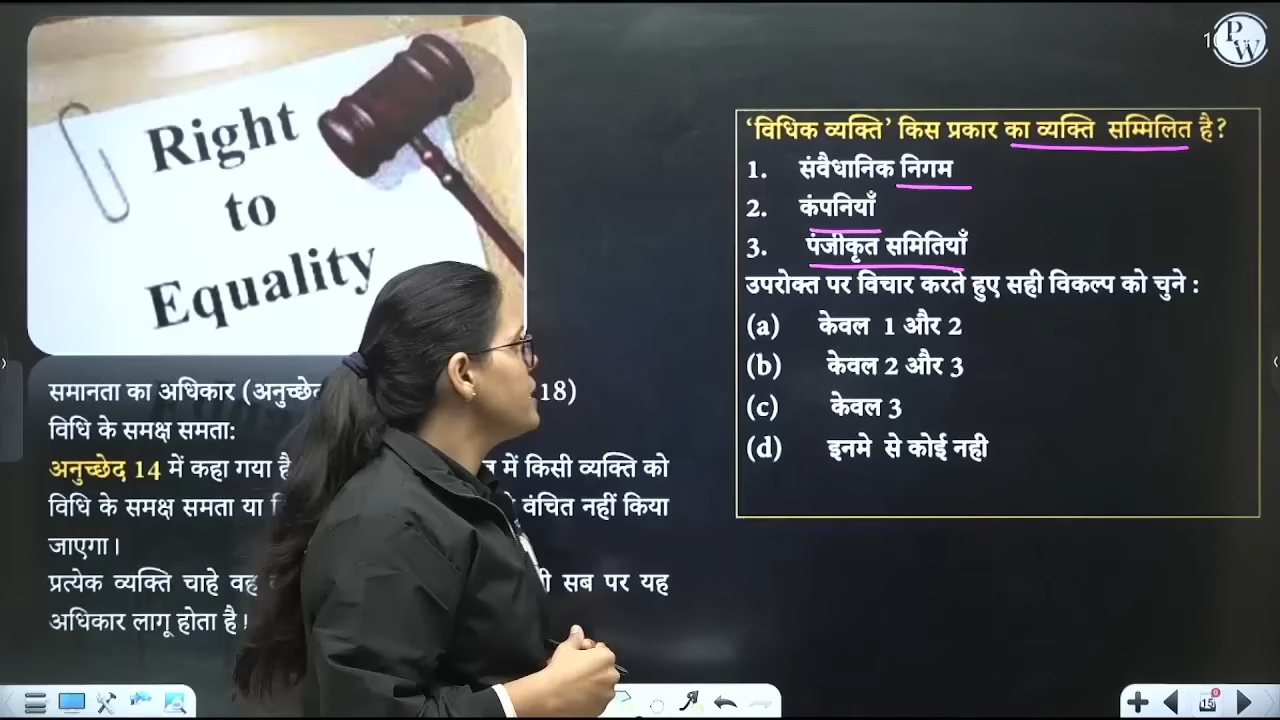 Right
to
Equality
समानता का अधिकार (अनुच्छेद 18)
विधि के समक्ष समता:
अनुच्छेद 14 में कहा गया है में किसी व्यक्ति को
विधि के समक्ष समता या वंचित नहीं किया
जाएगा।
प्रत्येक व्यक्ति चाहे वह सब पर यह
अधिकार लागू होता है।
PW
‘विधिक व्यक्ति’ किस प्रकार का व्यक्ति सम्मिलित है?
1. संवैधानिक निगम
2. कंपनियाँ
3. पंजीकृत समितियाँ
उपरोक्त पर विचार करते हुए सही विकल्प को चुने :
(a) केवल 1 और 2
(b) केवल 2 और 3
(c) केवल 3
(d) इनमे से कोई नही
15